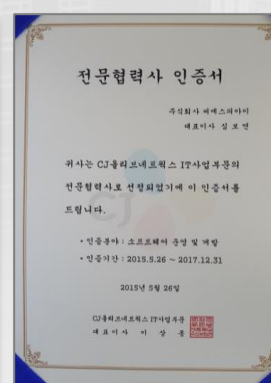 전문협력사 인증서
주식회사 씨에스피아이
대표이사 심 보 연
귀사는 CJ올리브네트웍스 IT사업부문의
전문협력사로 선정되었기에 이 인증서를
드립니다.
• 인증분야 : 소프트웨어 운영 및 개발
• 인증기간 : 2015.5.26 ~ 2017.12.31
2015년 5월 26일
CJ올리브네트웍스 IT사업부문
대 표 이 사 이 상 몽